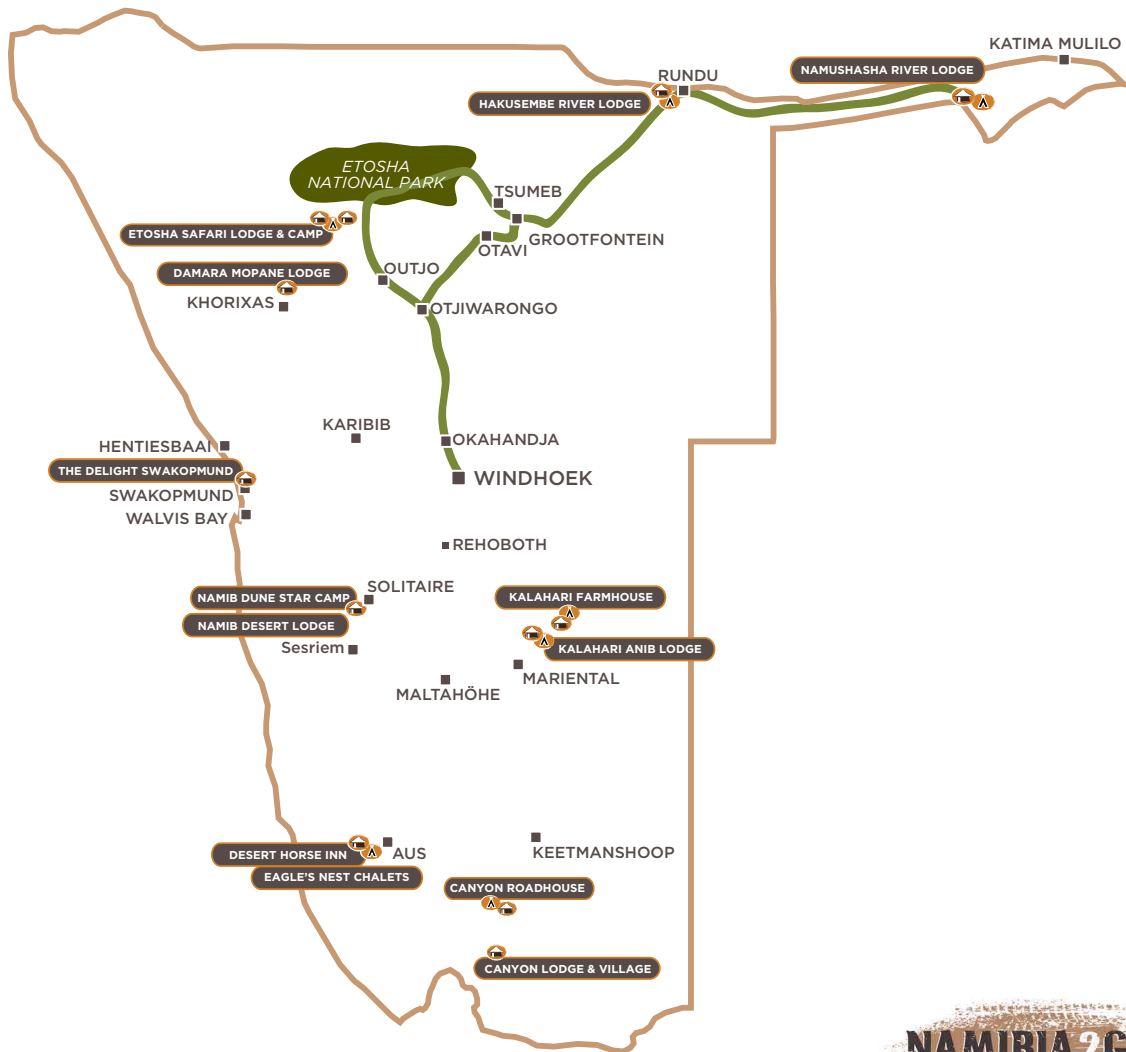 KATIMA MULILO
NAMUSHASHA RIVER LODGE
RUNDU
HAKUSEMBE RIVER LODGE
ETOSHA
NATIONAL PARK
TSUMEB
ETOSHA SAFARI LODGE & CAMP
GROOTFONTEIN
OTAVI
DAMARA MOPANE LODGE
OUTJO
KHORIXAS
OTJIWARONGO
KARIBIB
HENTIESBAAI
OKAHANDJA
THE DELIGHT SWAKOPMUND
WINDHOEK
SWAKOPMUND
WALVIS BAY
REHOBOTH
SOLITAIRE
NAMIB DUNE STAR CAMP
KALAHARI FARMHOUSE
NAMIB DESERT LODGE
Sesriem
KALAHARI ANIB LODGE
MARIENTAL
MALTAHÖHE
AUS
KEETMANSHOOP
DESERT HORSE INN
EAGLE'S NEST CHALETS
CANYON ROADHOUSE
CANYON LODGE & VILLAGE
NAMIBIA2G